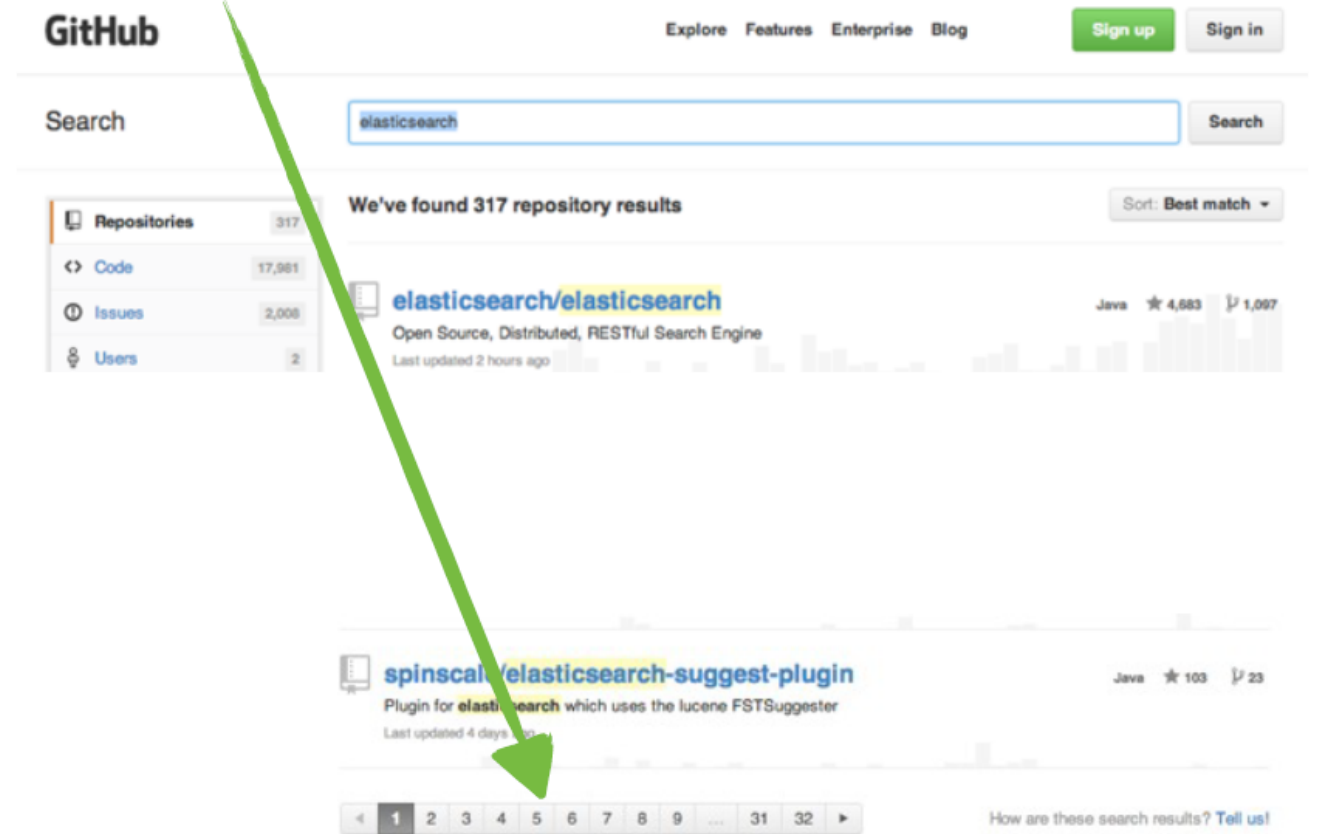 GitHub Explore Features Enterprise Blog Sign up Sign in
Search elasticsearch Search
We've found 317 repository results Sort: Best match
Repositories 317
Code 17,981
Issues 2,008
Users 2
elasticsearch/elasticsearch Java 4,683 1,097
Open Source, Distributed, RESTful Search Engine
Last updated 2 hours ago
spinscale/elasticsearch-suggest-plugin Java 103 23
Plugin for elasticsearch which uses the lucene FSTSuggester
Last updated 4 days ago
1 2 3 4 5 6 7 8 9 ... 31 32 How are these search results? Tell us!